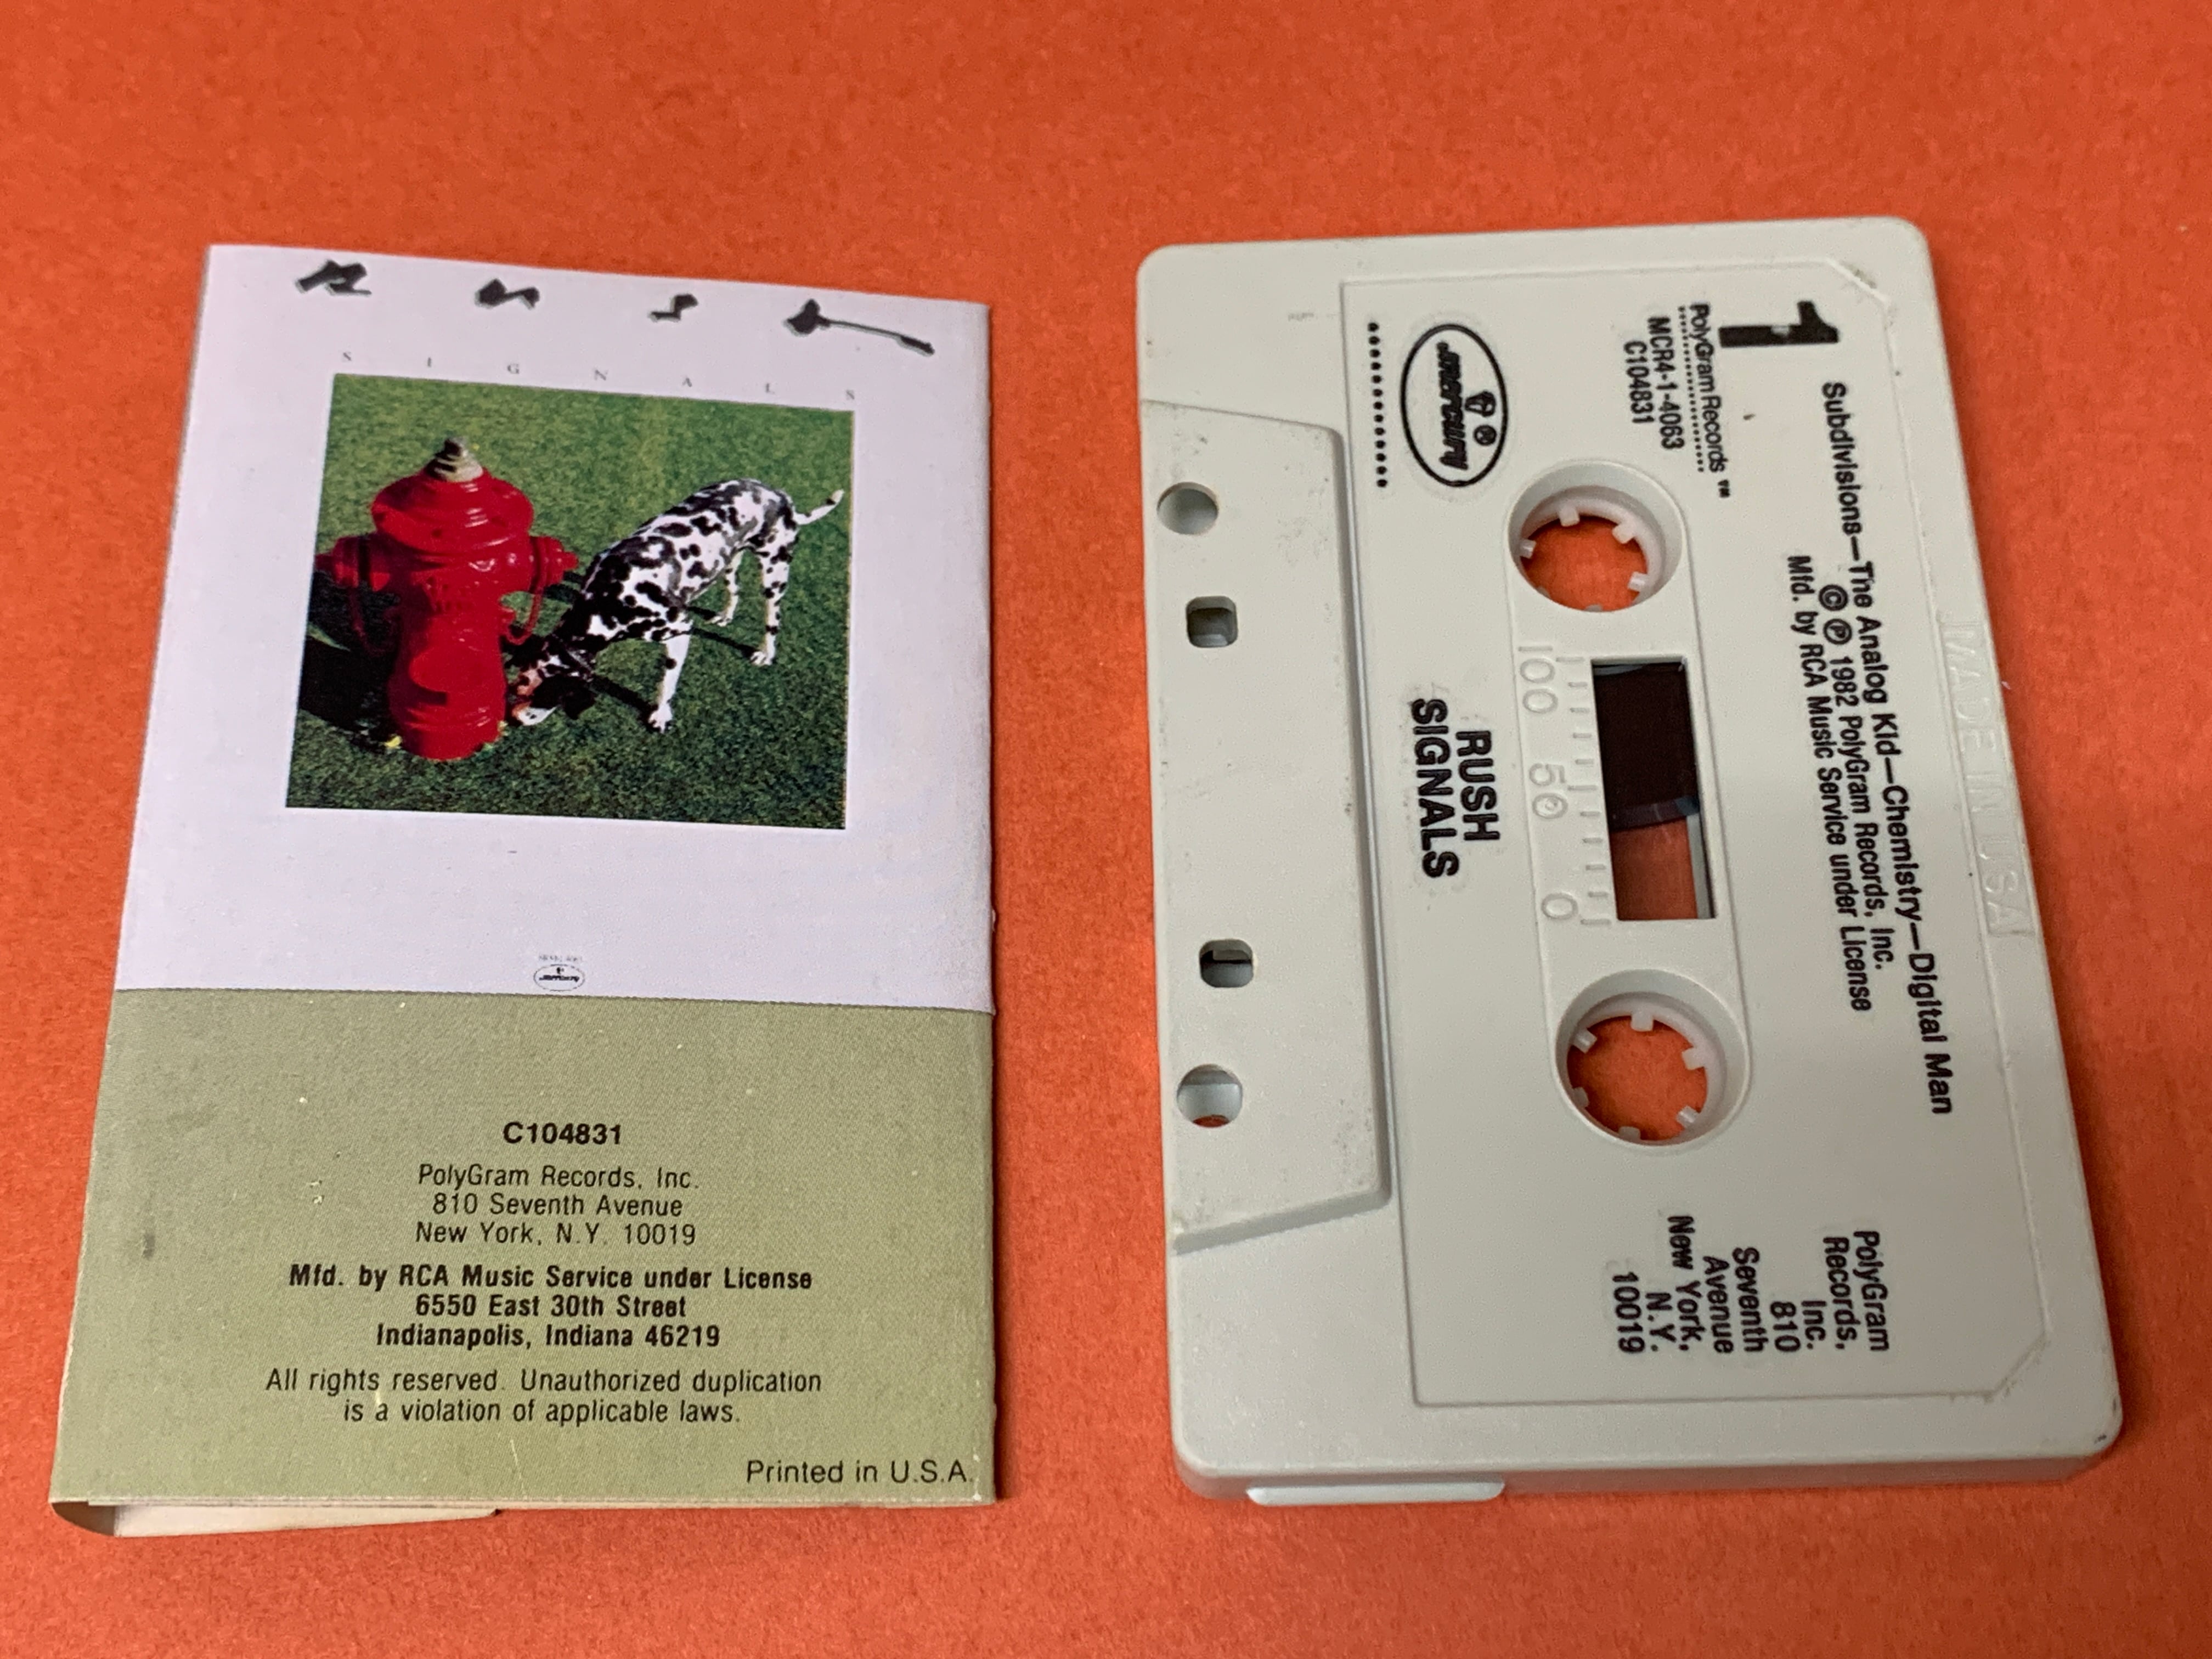 RUSH
SIGNALS
mercury
C104831
PolyGram Records, Inc.
810 Seventh Avenue
New York, N.Y. 10019
Mfd. by RCA Music Service under License
6550 East 30th Street
Indianapolis, Indiana 46219
All rights reserved. Unauthorized duplication
is a violation of applicable laws.
Printed in U.S.A.
MADE IN USA
1
Subdivisions—The Analog Kid—Chemistry—Digital Man
© ℗ 1982 PolyGram Records, Inc.
Mfd. by RCA Music Service under License
PolyGram Records™
MCR4-1-4063
C104831
mercury®
100 50 0
RUSH
SIGNALS
PolyGram
Records,
Inc.
810
Seventh
Avenue
New York,
N.Y.
10019